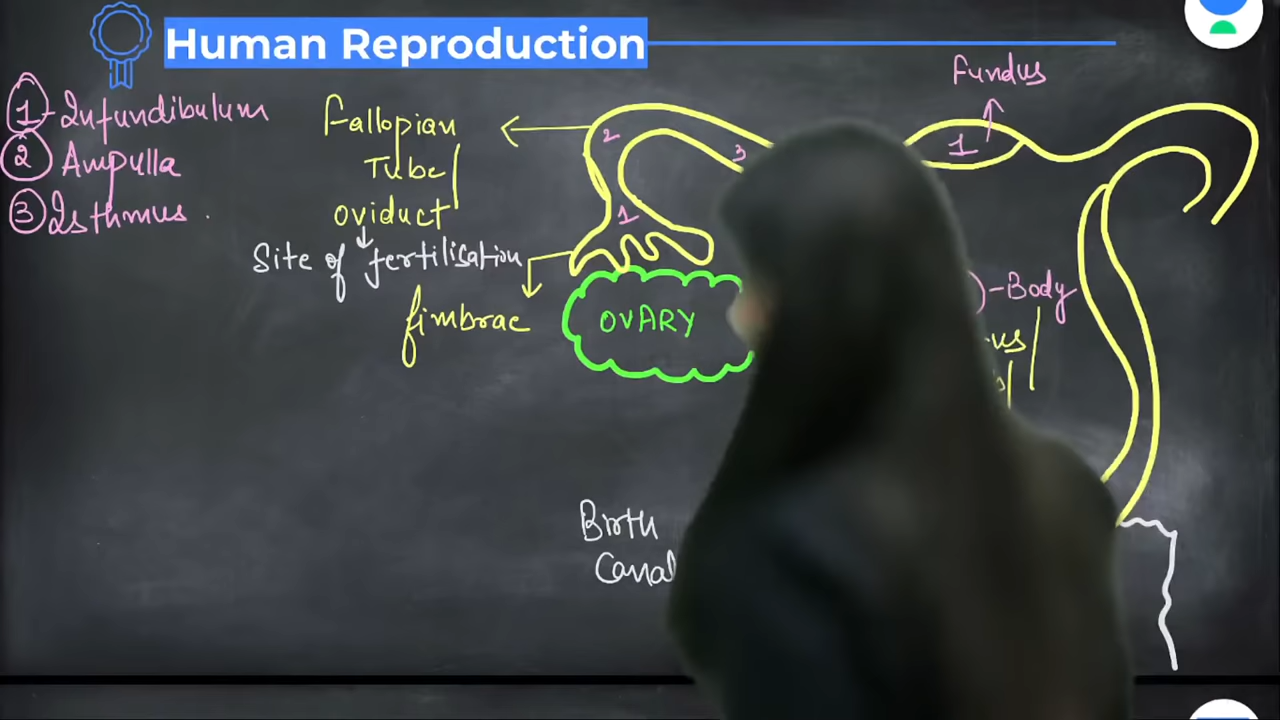 Human Reproduction
1 - Infundibulum
2 Ampulla
3 Isthmus
Fallopian
Tube
oviduct
Site of fertilisation
fimbrae
2
3
1
OVARY
Fundus
1
- Body
us
Birth
Canal